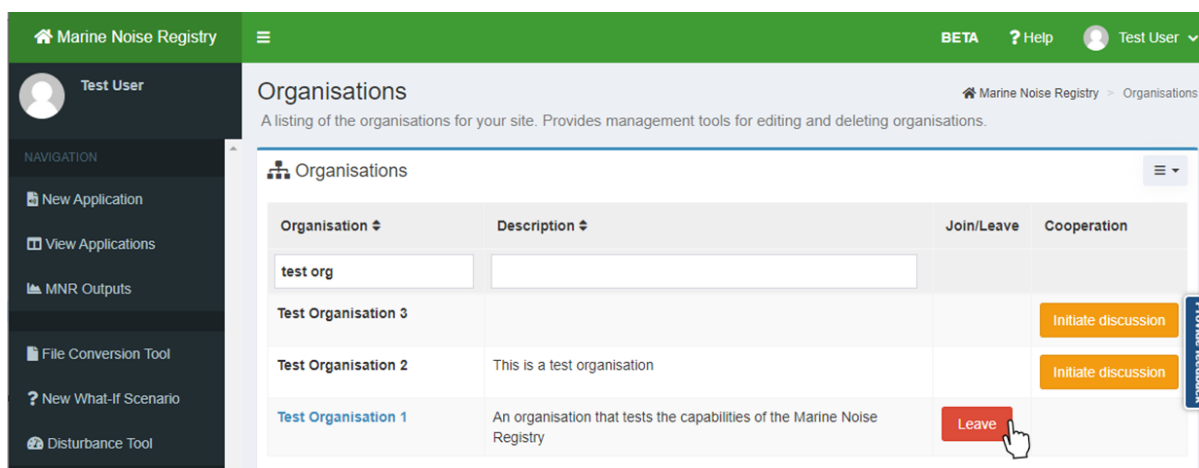 Marine Noise Registry
BETA
Help
Test User
Test User
NAVIGATION
New Application
View Applications
MNR Outputs
File Conversion Tool
New What-If Scenario
Disturbance Tool
Organisations
Marine Noise Registry > Organisations
A listing of the organisations for your site. Provides management tools for editing and deleting organisations.
Organisations
Organisation Description Join/Leave Cooperation
test org
Test Organisation 3 Initiate discussion
Test Organisation 2 This is a test organisation Initiate discussion
Test Organisation 1 An organisation that tests the capabilities of the Marine Noise Leave
Registry